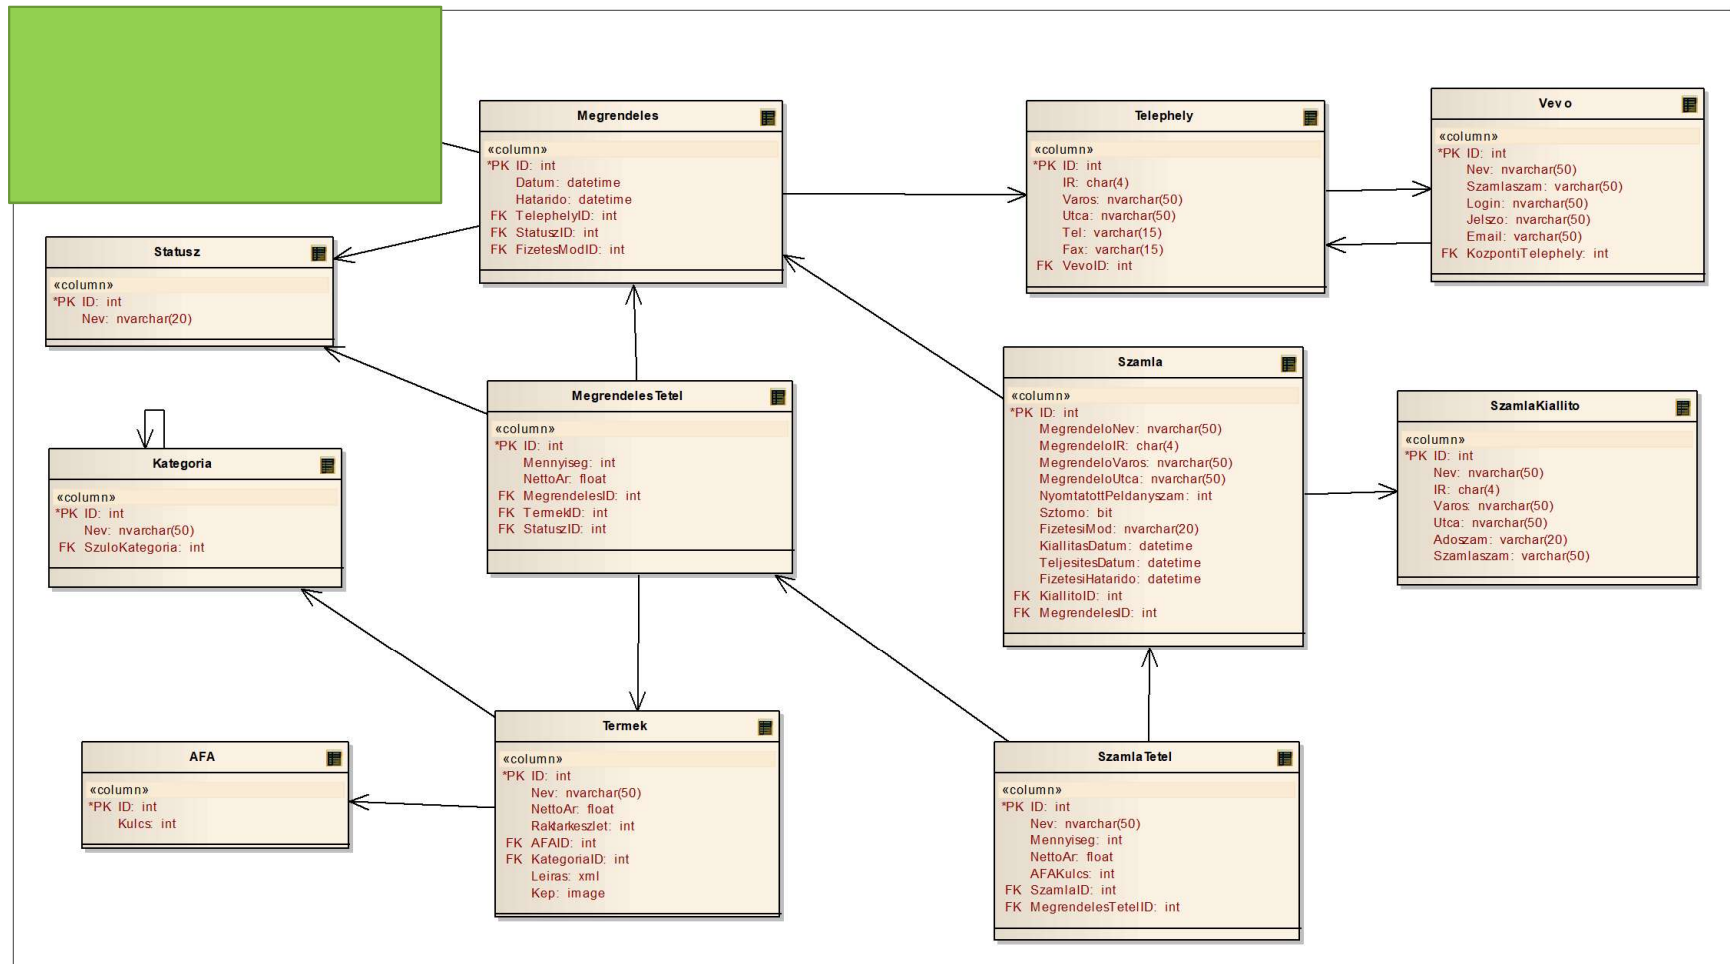 Megrendeles
«column»
*PK ID: int
Datum: datetime
Hatarido: datetime
FK TelephelyID: int
FK StatuszID: int
FK FizetesModID: int
Telephely
«column»
*PK ID: int
IR: char(4)
Varos: nvarchar(50)
Utca: nvarchar(50)
Tel: varchar(15)
Fax: varchar(15)
FK VevoID: int
Vevo
«column»
*PK ID: int
Nev: nvarchar(50)
Szamlaszam: varchar(50)
Login: nvarchar(50)
Jelszo: nvarchar(50)
Email: varchar(50)
FK KozpontiTelephely: int
Statusz
«column»
*PK ID: int
Nev: nvarchar(20)
MegrendelesTetel
«column»
*PK ID: int
Mennyiseg: int
NettoAr: float
FK MegrendelesID: int
FK TermekID: int
FK StatuszID: int
Szamla
«column»
*PK ID: int
MegrendeloNev: nvarchar(50)
MegrendeloIR: char(4)
MegrendeloVaros: nvarchar(50)
MegrendeloUtca: nvarchar(50)
NyomtatottPeldanyszam: int
Sztorno: bit
FizetesiMod: nvarchar(20)
KiallitasDatum: datetime
TeljesitesDatum: datetime
FizetesiHatarido: datetime
FK KiallitoID: int
FK MegrendelesID: int
SzamlaKiallito
«column»
*PK ID: int
Nev: nvarchar(50)
IR: char(4)
Varos: nvarchar(50)
Utca: nvarchar(50)
Adoszam: varchar(20)
Szamlaszam: varchar(50)
Kategoria
«column»
*PK ID: int
Nev: nvarchar(50)
FK SzuloKategoria: int
AFA
«column»
*PK ID: int
Kulcs: int
Termek
«column»
*PK ID: int
Nev: nvarchar(50)
NettoAr: float
Raktarkeszlet: int
FK AFAID: int
FK KategoriaID: int
Leiras: xml
Kep: image
SzamlaTetel
«column»
*PK ID: int
Nev: nvarchar(50)
Mennyiseg: int
NettoAr: float
AFAKulcs: int
FK SzamlaID: int
FK MegrendelesTetelID: int